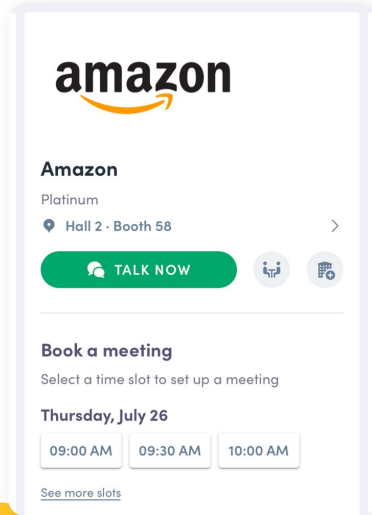 amazon
Amazon
Platinum
Hall 2 · Booth 58
TALK NOW
Book a meeting
Select a time slot to set up a meeting
Thursday, July 26
09:00 AM 09:30 AM 10:00 AM
See more slots